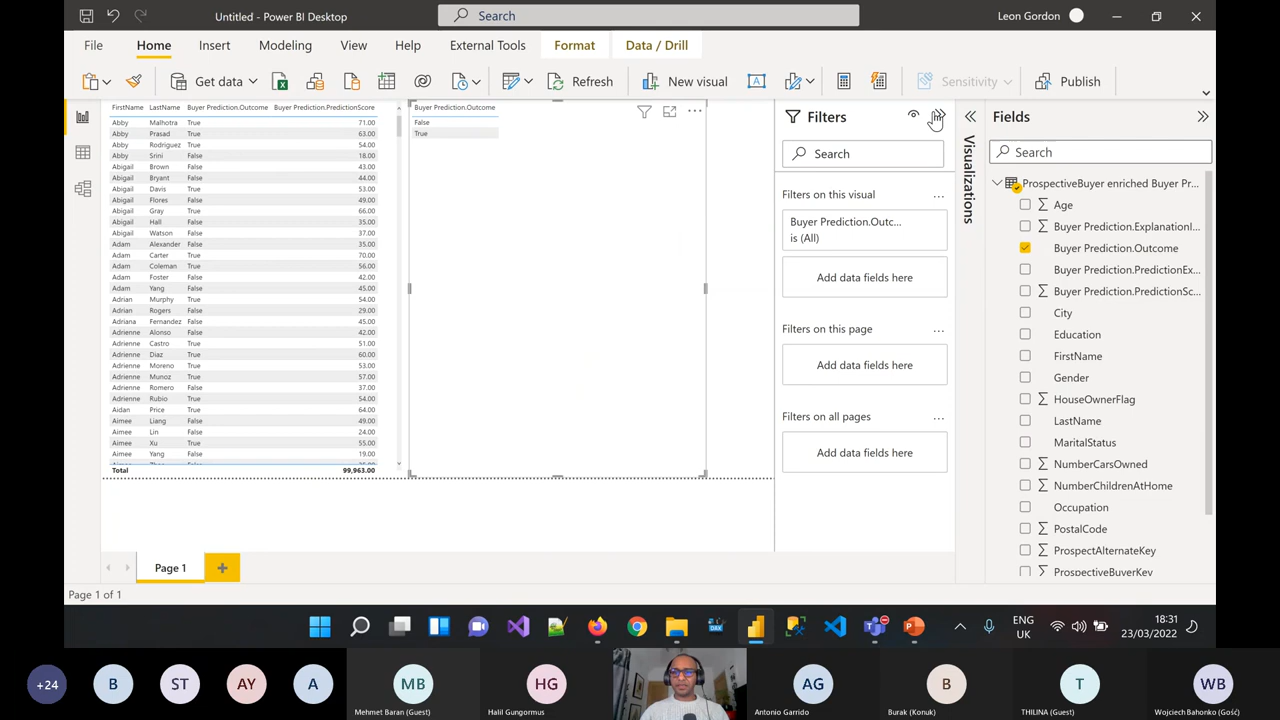 Untitled - Power BI Desktop
Search
Leon Gordon
File
Home
Insert
Modeling
View
Help
External Tools
Format
Data / Drill
Get data
Refresh
New visual
Sensitivity
Publish
FirstName LastName Buyer Prediction.Outcome Buyer Prediction.PredictionScore
Abby Malhotra True 71.00
Abby Prasad True 63.00
Abby Rodriguez True 54.00
Abby Srini False 18.00
Abigail Brown False 43.00
Abigail Bryant False 44.00
Abigail Davis True 53.00
Abigail Flores False 49.00
Abigail Gray True 66.00
Abigail Hall False 35.00
Abigail Watson False 37.00
Adam Alexander False 35.00
Adam Carter True 70.00
Adam Coleman True 56.00
Adam Foster False 42.00
Adam Yang False 45.00
Adrian Murphy True 54.00
Adrian Rogers False 29.00
Adriana Fernandez False 45.00
Adrienne Alonso False 42.00
Adrienne Castro True 51.00
Adrienne Diaz True 60.00
Adrienne Moreno True 53.00
Adrienne Munoz True 57.00
Adrienne Romero False 37.00
Adrienne Rubio True 54.00
Aidan Price True 64.00
Aimee Liang False 49.00
Aimee Lin False 24.00
Aimee Xu True 55.00
Aimee Yang False 19.00
Total 99,963.00
Buyer Prediction.Outcome
False
True
Filters
Search
Filters on this visual
Buyer Prediction.Outc...
is (All)
Add data fields here
Filters on this page
Add data fields here
Filters on all pages
Add data fields here
Visualizations
Fields
Search
ProspectiveBuyer enriched Buyer Pr...
Age
Buyer Prediction.ExplanationI...
Buyer Prediction.Outcome
Buyer Prediction.PredictionEx...
Buyer Prediction.PredictionSc...
City
Education
FirstName
Gender
HouseOwnerFlag
LastName
MaritalStatus
NumberCarsOwned
NumberChildrenAtHome
Occupation
PostalCode
ProspectAlternateKey
ProspectiveBuyerKey
Page 1
Page 1 of 1
DAX
ENG
UK
18:31
23/03/2022
+24
B
ST
AY
A
MB
Mehmet Baran (Guest)
HG
Halil Gungormus
AG
Antonio Garrido
B
Burak (Konuk)
T
THILINA (Guest)
WB
Wojciech Bahonko (Gość)